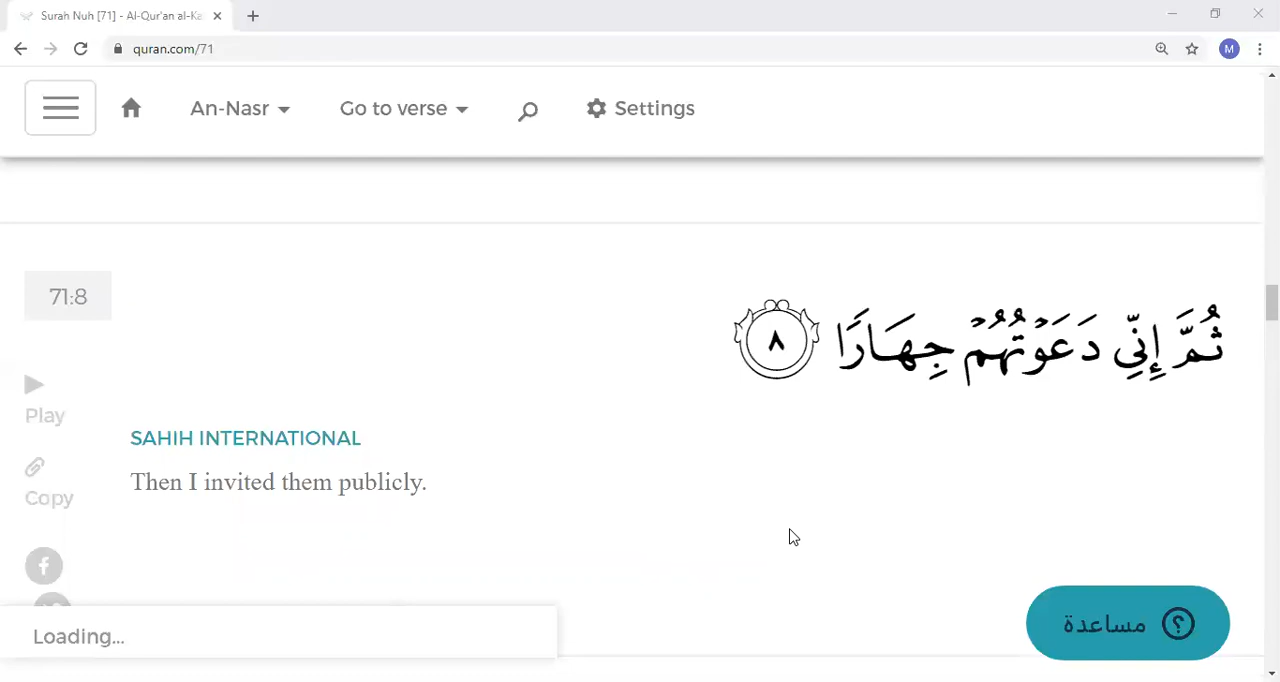 Surah Nuh [71] - Al-Qur'an al-Ka
quran.com/71
M
An-Nasr
Go to verse
Settings
71:8
ثُمَّ إِنِّي دَعَوْتُهُمْ جِهَارًا ٨
Play
SAHIH INTERNATIONAL
Then I invited them publicly.
Copy
Loading...
مساعدة